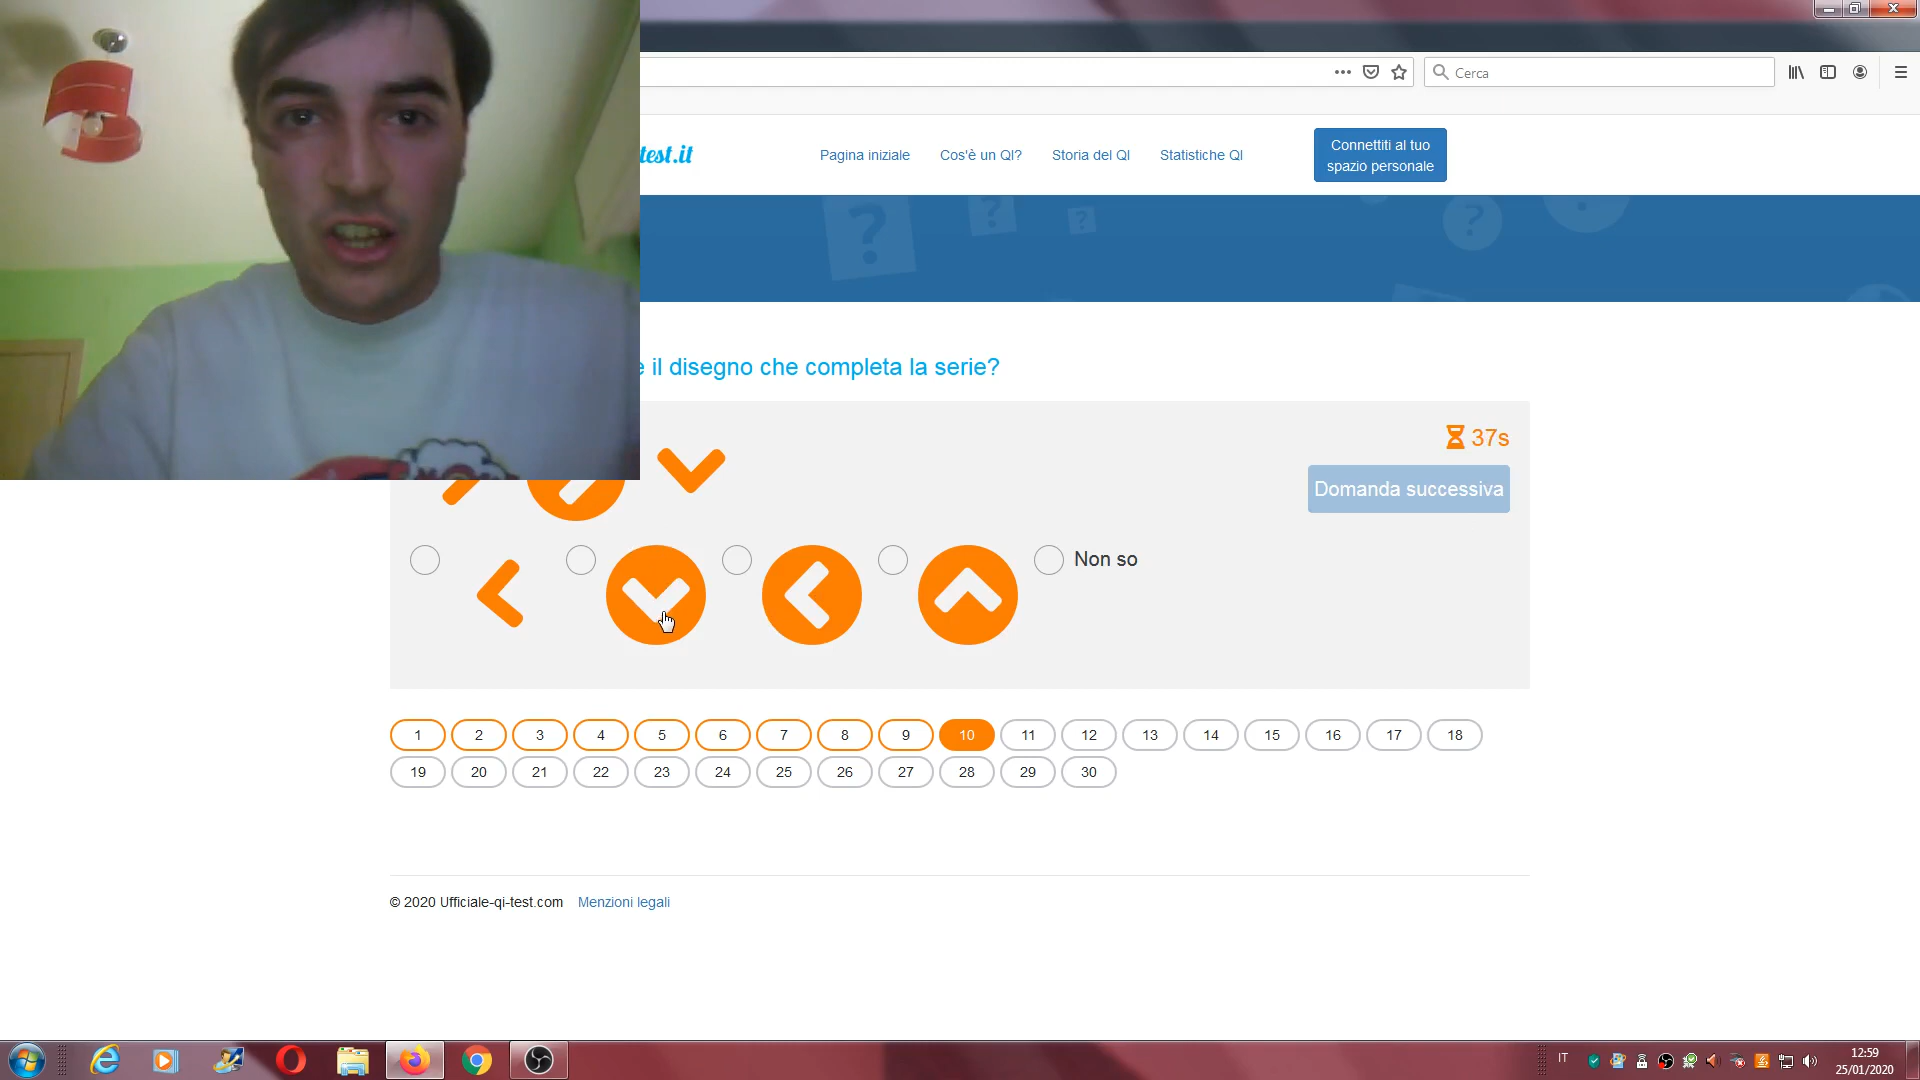 Cerca
test.it
Pagina iniziale
Cos'è un QI?
Storia del QI
Statistiche QI
Connettiti al tuo
spazio personale
il disegno che completa la serie?
37s
Domanda successiva
Non so
1 2 3 4 5 6 7 8 9 10 11 12 13 14 15 16 17 18
19 20 21 22 23 24 25 26 27 28 29 30
© 2020 Ufficiale-qi-test.com Menzioni legali
IT
12:59
25/01/2020